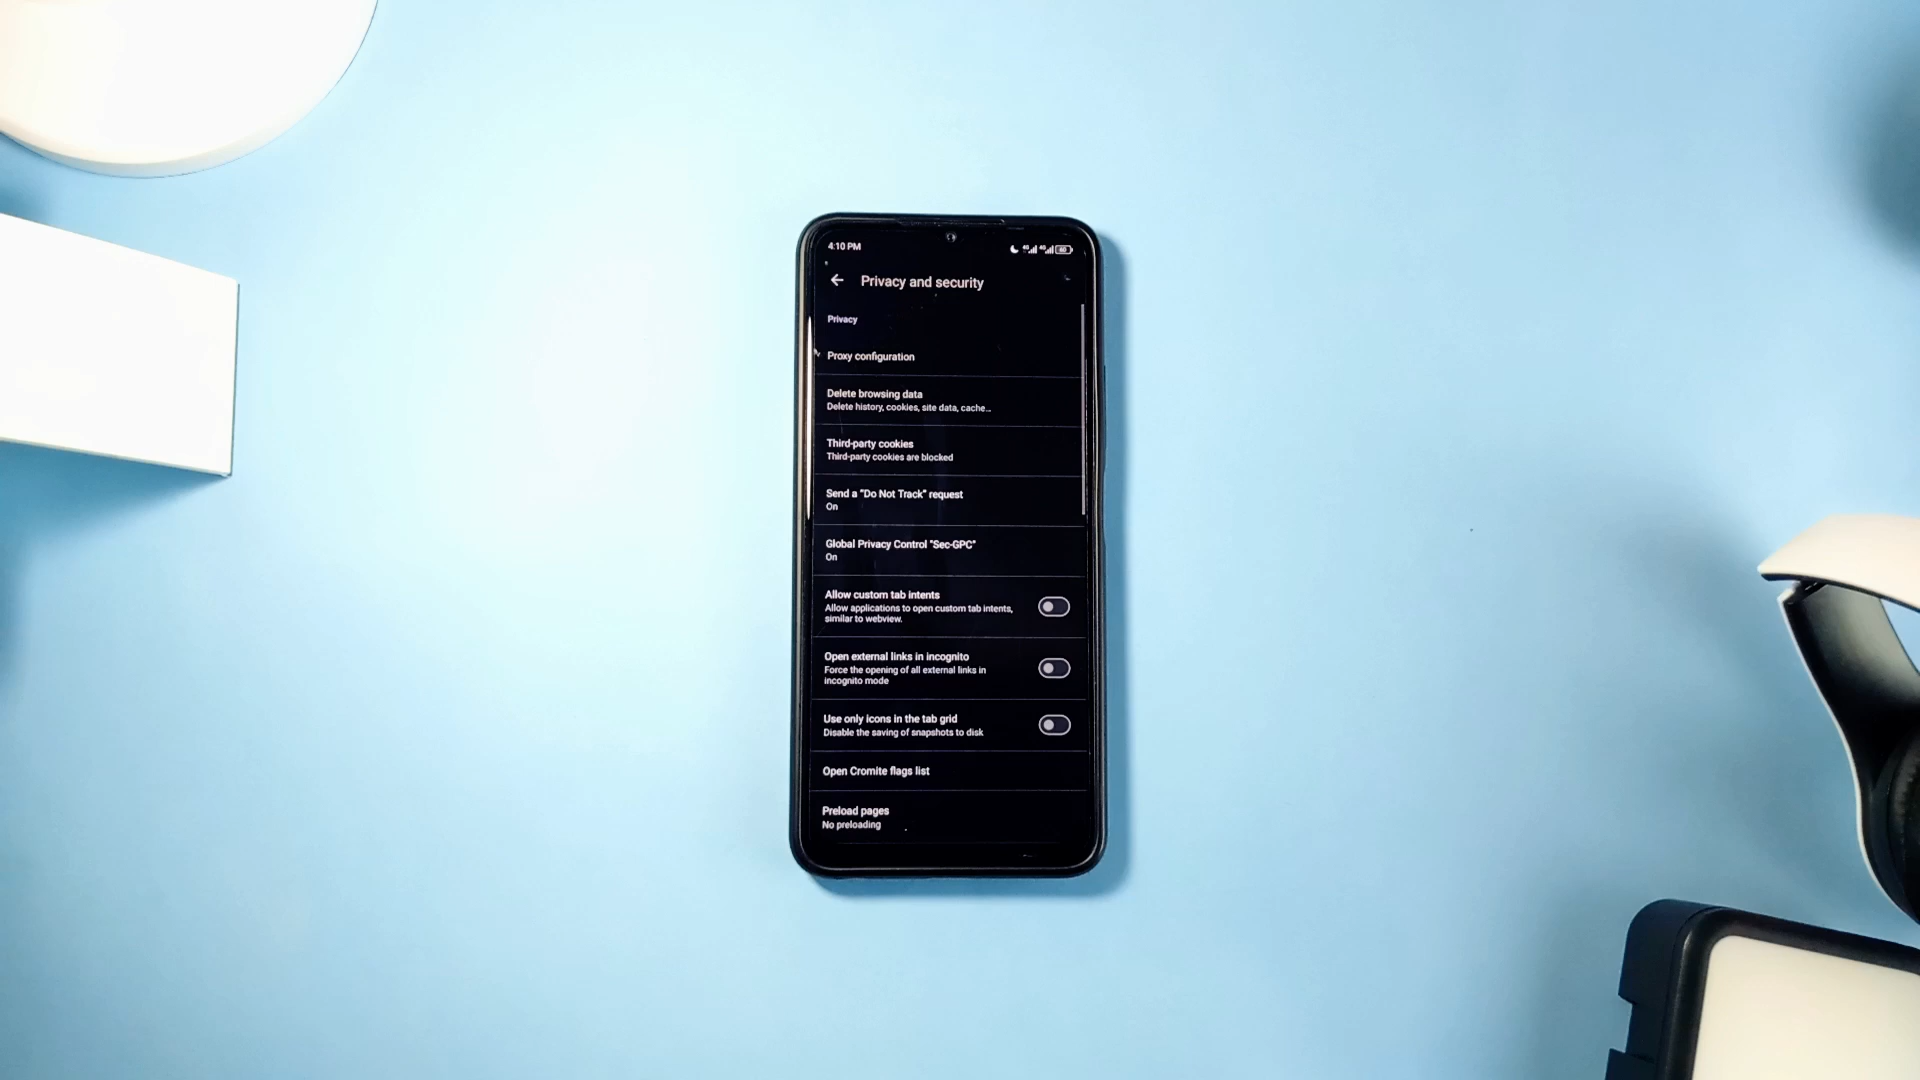 4:10 PM
Privacy and security
Privacy
Proxy configuration
Delete browsing data
Delete history, cookies, site data, cache…
Third-party cookies
Third-party cookies are blocked
Send a "Do Not Track" request
On
Global Privacy Control "Sec-GPC"
On
Allow custom tab intents
Allow applications to open custom tab intents,
similar to webview.
Open external links in incognito
Force the opening of all external links in
incognito mode
Use only icons in the tab grid
Disable the saving of snapshots to disk
Open Cromite flags list
Preload pages
No preloading